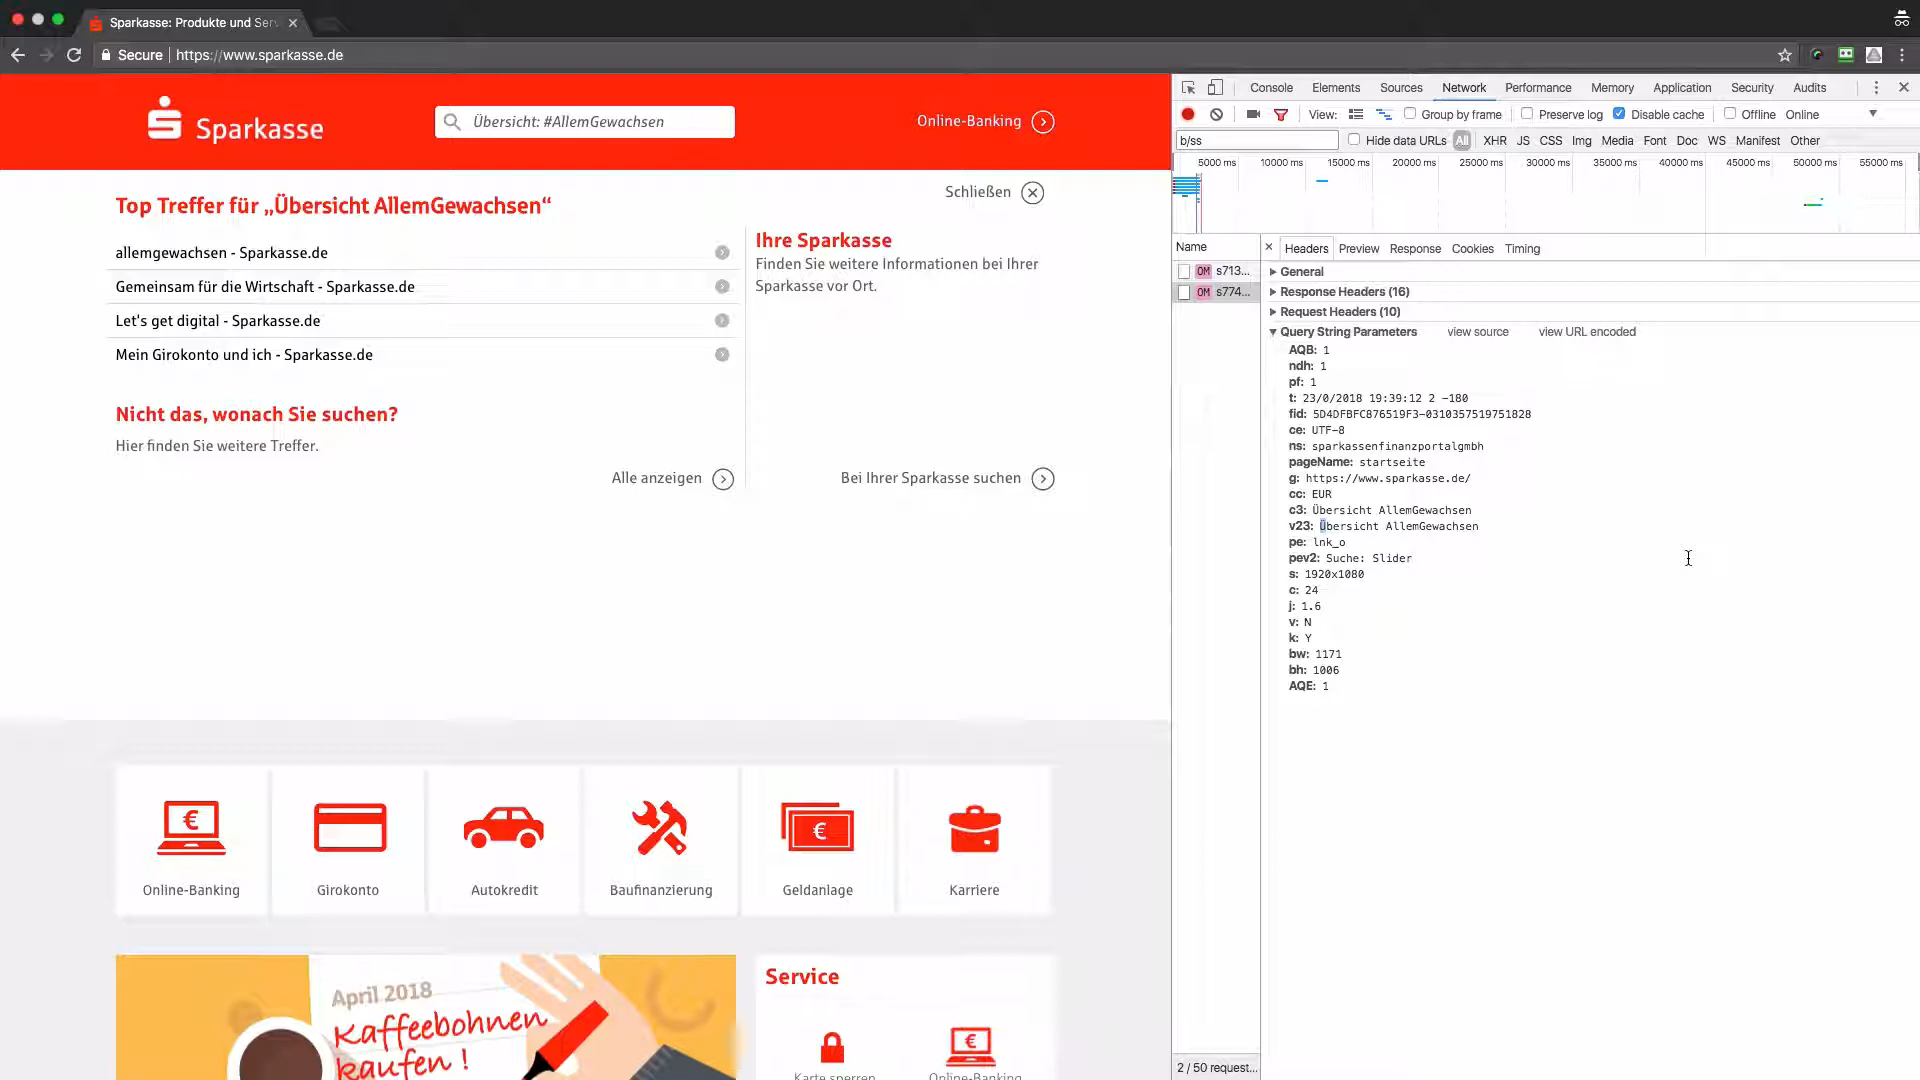 Sparkasse: Produkte und Ser
Secure
https://www.sparkasse.de
Sparkasse
Übersicht: #AllemGewachsen
Online-Banking
Schließen
Top Treffer für „Übersicht AllemGewachsen“
allemgewachsen - Sparkasse.de
Gemeinsam für die Wirtschaft - Sparkasse.de
Let's get digital - Sparkasse.de
Mein Girokonto und ich - Sparkasse.de
Nicht das, wonach Sie suchen?
Hier finden Sie weitere Treffer.
Alle anzeigen
Ihre Sparkasse
Finden Sie weitere Informationen bei Ihrer
Sparkasse vor Ort.
Bei Ihrer Sparkasse suchen
Online-Banking
Girokonto
Autokredit
Baufinanzierung
Geldanlage
Karriere
April 2018
Kaffeebohnen
kaufen !
Service
Karte sperren
Online-Banking
Console Elements Sources Network Performance Memory Application Security Audits
View: Group by frame Preserve log Disable cache Offline Online
b/ss Hide data URLs All XHR JS CSS Img Media Font Doc WS Manifest Other
5000 ms 10000 ms 15000 ms 20000 ms 25000 ms 30000 ms 35000 ms 40000 ms 45000 ms 50000 ms 55000 ms
Name
OM s713...
OM s774...
2 / 50 request...
Headers Preview Response Cookies Timing
General
Response Headers (16)
Request Headers (10)
Query String Parameters view source view URL encoded
AQB: 1
ndh: 1
pf: 1
t: 23/0/2018 19:39:12 2 -180
fid: 5D4DFBFC876519F3-0310357519751828
ce: UTF-8
ns: sparkassenfinanzportalgmbh
pageName: startseite
g: https://www.sparkasse.de/
cc: EUR
c3: Übersicht AllemGewachsen
v23: Übersicht AllemGewachsen
pe: lnk_o
pev2: Suche: Slider
s: 1920x1080
c: 24
j: 1.6
v: N
k: Y
bw: 1171
bh: 1006
AQE: 1